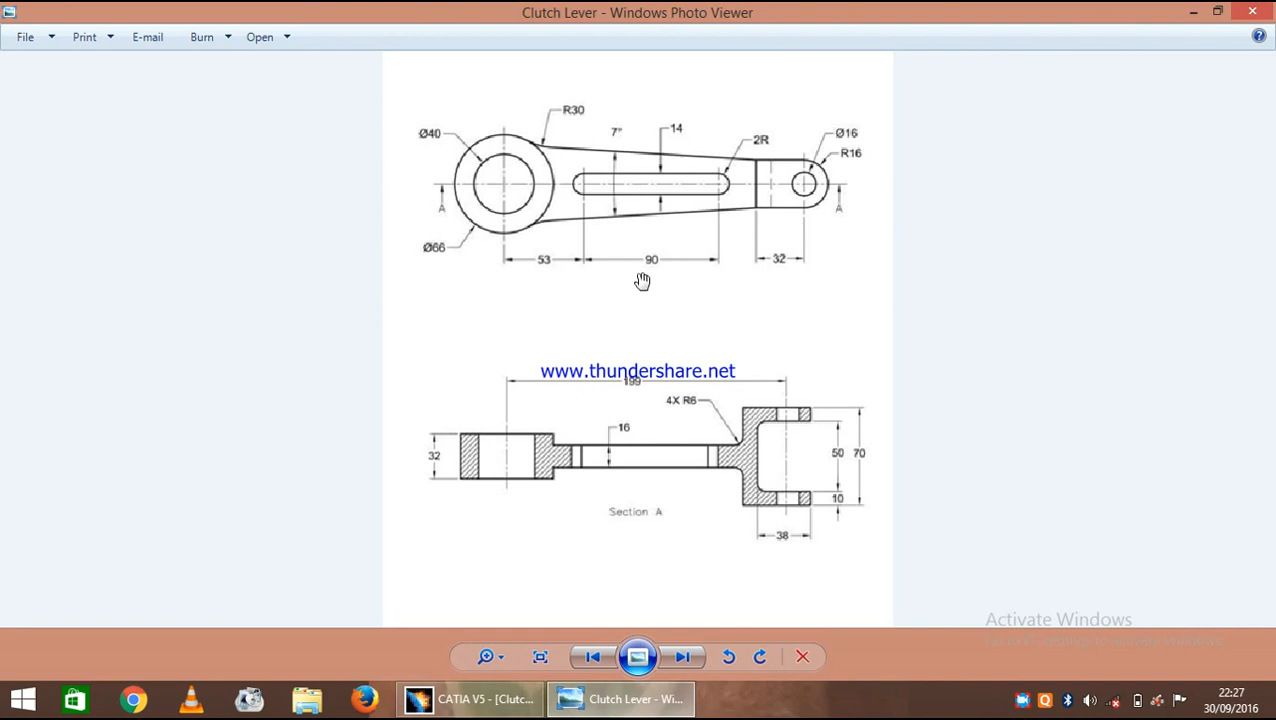 Clutch Lever - Windows Photo Viewer
File Print E-mail Burn Open
R30
Ø40
7°
14
2R
Ø16
R16
A
A
Ø66
53
90
32
www.thundershare.net
199
4X R6
16
32
50
70
10
Section A
38
Activate Windows
CATIA V5 - [Clutc...
Clutch Lever - Wi...
22:27
30/09/2016